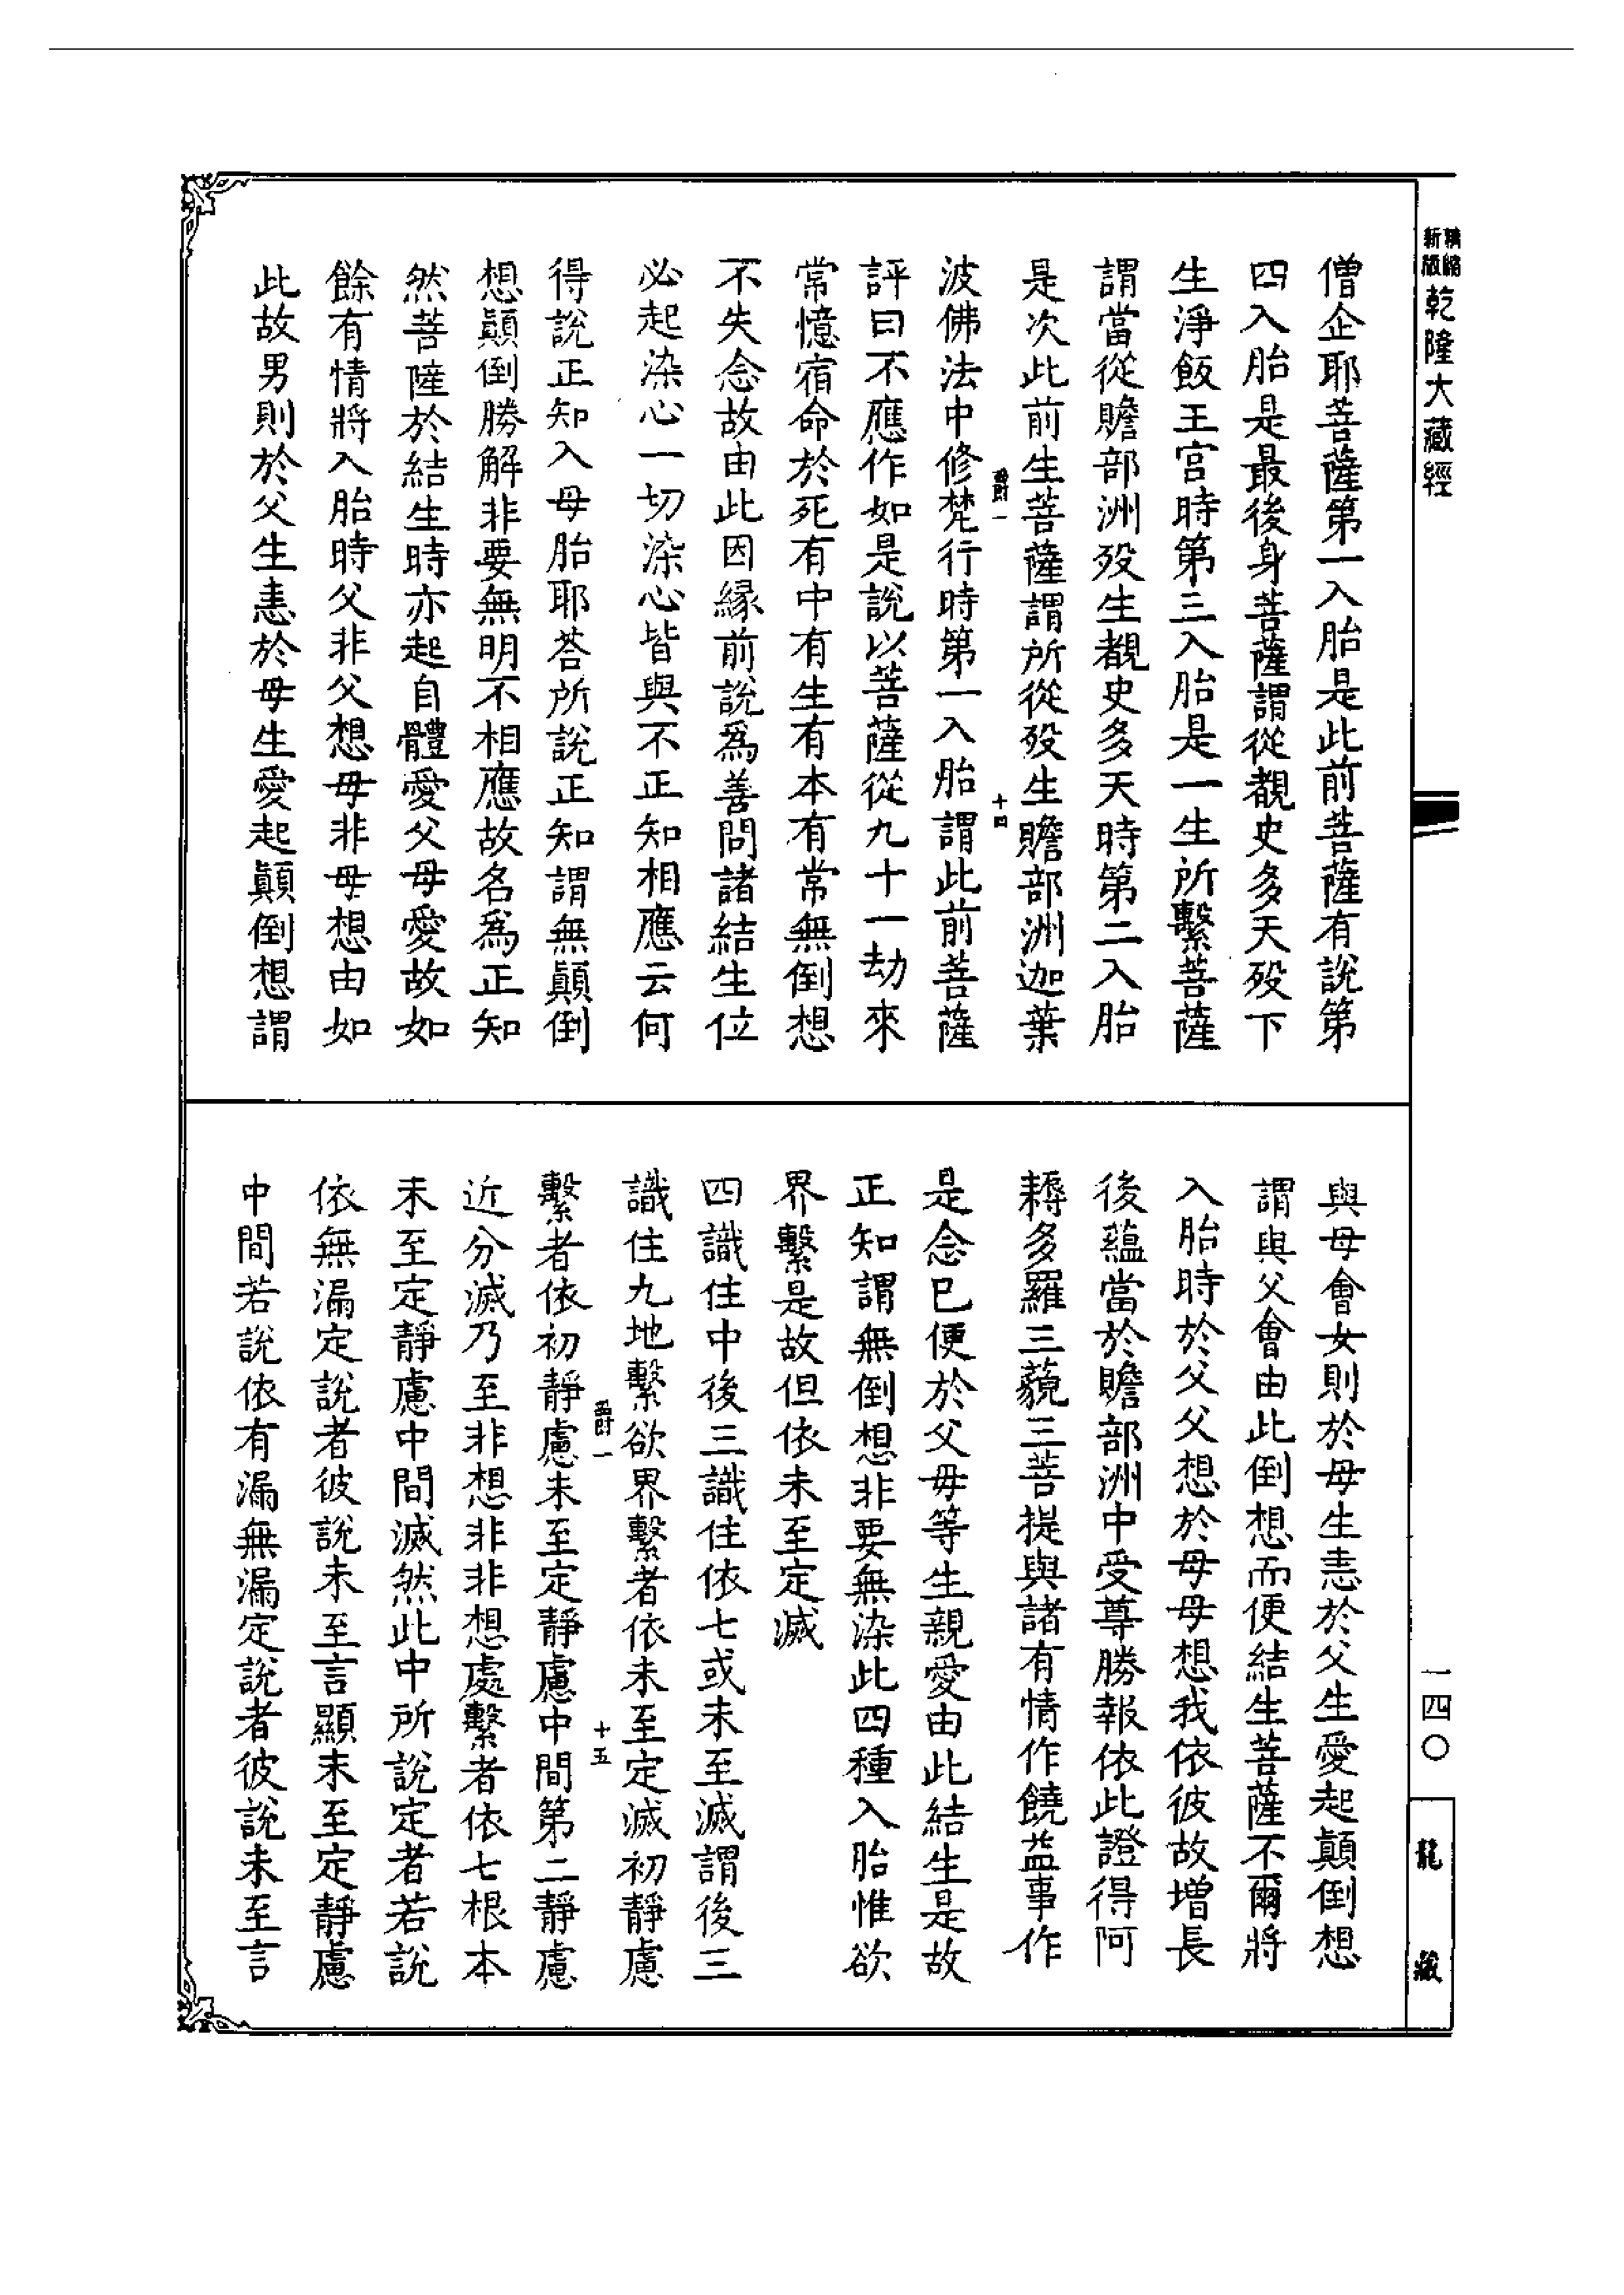 新版精縮乾隆大藏經
僧企耶菩薩第一入胎是此前菩薩有說第
四入胎是最後身菩薩謂從覩史多天歿下
生淨飯王宮時第三入胎是一生所繫菩薩
謂當從贍部洲歿生覩史多天時第二入胎
是次此前生菩薩謂所從歿生贍部洲迦葉
爵一 十四
波佛法中修梵行時第一入胎謂此前菩薩
評曰不應作如是說以菩薩從九十一劫來
常憶宿命於死有中有生有本有常無倒想
不失念故由此因緣前說爲善問諸結生位
必起染心一切染心皆與不正知相應云何
得說正知入母胎耶荅所說正知謂無顛倒
想顛倒勝解非要無明不相應故名爲正知
然菩薩於結生時亦起自體愛父母愛故如
餘有情將入胎時父非父想母非母想由如
此故男則於父生恚於母生愛起顛倒想謂
與母會女則於母生恚於父生愛起顛倒想
謂與父會由此倒想而便結生菩薩不爾將
入胎時於父父想於母母想我依彼故增長
後蘊當於贍部洲中受尊勝報依此證得阿
耨多羅三藐三菩提與諸有情作饒益事作
是念已便於父母等生親愛由此結生是故
正知謂無倒想非要無染此四種入胎惟欲
界繫是故但依未至定滅
四識住中後三識住依七或未至滅謂後三
識住九地繫欲界繫者依未至定滅初靜慮
爵一 十五
繫者依初靜慮未至定靜慮中間第二靜慮
近分滅乃至非想非非想處繫者依七根本
未至定靜慮中間滅然此中所說定者若說
依無漏定說者彼說未至言顯未至定靜慮
中間若說依有漏無漏定說者彼說未至言
一四〇
龍藏